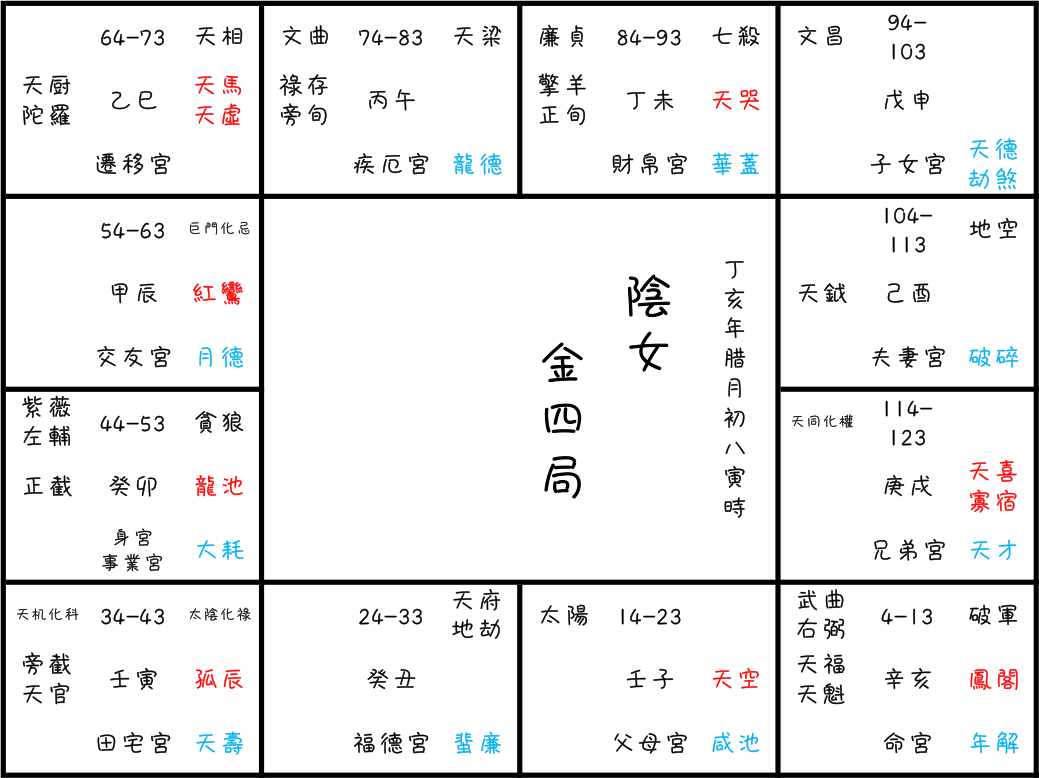 64-73 天相
天厨 天馬
陀羅 乙巳 天虛
遷移宮
文曲 74-83 天梁
祿存
旁旬 丙午
疾厄宮 龍德
廉貞 84-93 七殺
擎羊
正旬 丁未 天哭
財帛宮 華蓋
文昌 94-
103
戊申
子女宮 天德
劫煞
54-63 巨門化忌
甲辰 紅鸞
交友宮 月德
丁亥年腊月初八寅時
陰女
金四局
104-
113 地空
天鉞 己酉
夫妻宮 破碎
紫薇
左輔 44-53 貪狼
正截 癸卯 龍池
身宮
事業宮 大耗
天同化權 114-
123
庚戌 天喜
寡宿
兄弟宮 天才
天机化科 34-43 太陰化祿
旁截
天官 壬寅 孤辰
田宅宮 天壽
24-33 天府
地劫
癸丑
福德宮 蜚廉
太陽 14-23
壬子 天空
父母宮 咸池
武曲
右弼 4-13 破軍
天福
天魁 辛亥 鳳閣
命宮 年解